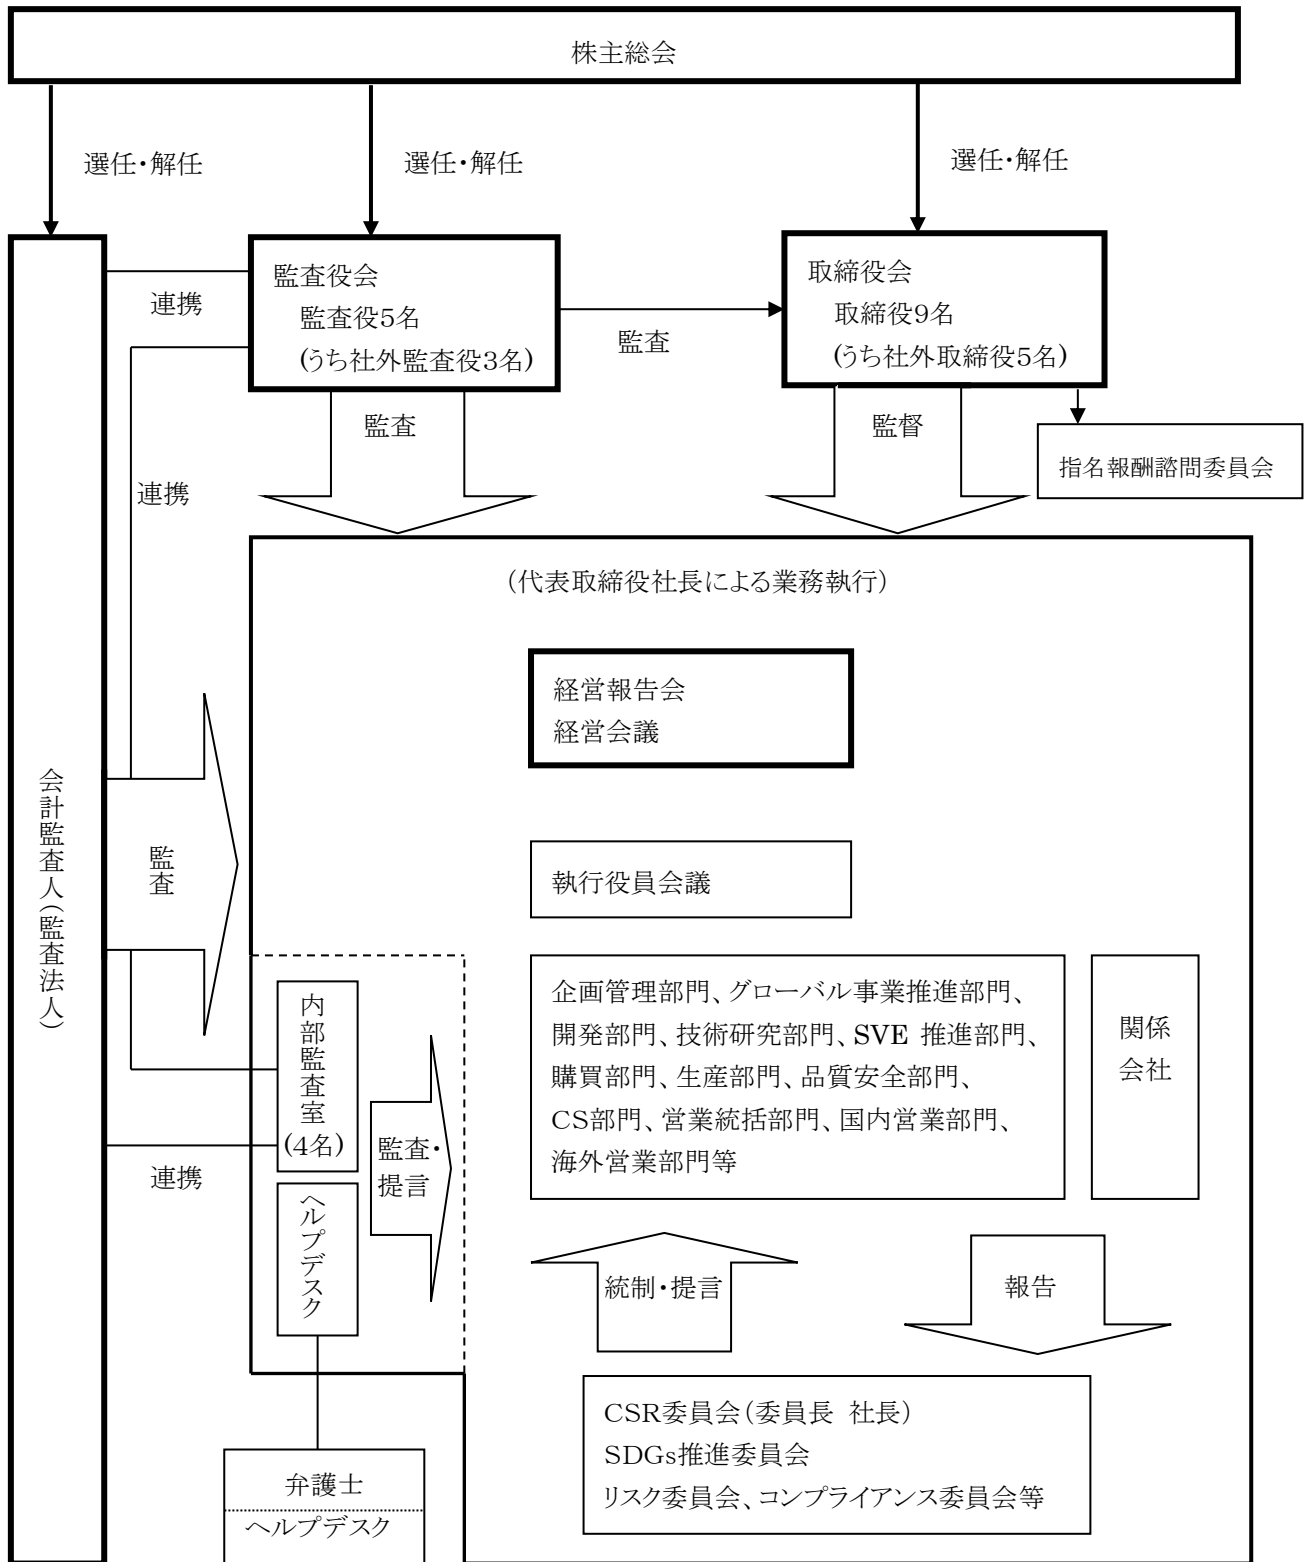 株主総会
選任・解任
選任・解任
選任・解任
監査役会
監査役5名
(うち社外監査役3名)
取締役会
取締役9名
(うち社外取締役5名)
連携
監査
監査
監督
指名報酬諮問委員会
連携
(代表取締役社長による業務執行)
経営報告会
経営会議
会計監査人(監査法人)
監査
執行役員会議
企画管理部門、グローバル事業推進部門、
開発部門、技術研究部門、SVE 推進部門、
購買部門、生産部門、品質安全部門、
CS部門、営業統括部門、国内営業部門、
海外営業部門等
関係
会社
内部監査室
(4名)
監査・
提言
連携
ヘルプデスク
統制・提言
報告
CSR委員会(委員長 社長)
SDGs推進委員会
リスク委員会、コンプライアンス委員会等
弁護士
ヘルプデスク